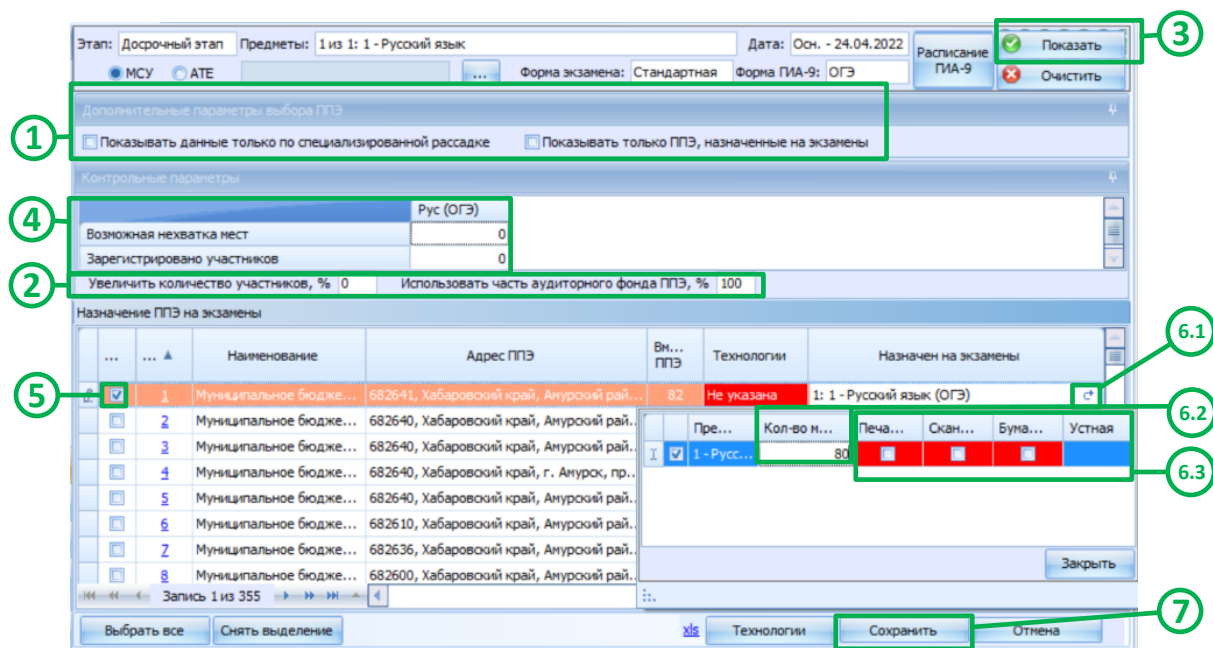 Этап: Досрочный этап Предметы: 1 из 1: 1 - Русский язык Дата: Осн. - 24.04.2022 Расписание ГИА-9 Показать 3
МСУ АТЕ ... Форма экзамена: Стандартная Форма ГИА-9: ОГЭ Очистить
Дополнительные параметры выбора ППЭ
1 Показывать данные только по специализированной рассадке Показывать только ППЭ, назначенные на экзамены
Контрольные параметры
4 Рус (ОГЭ)
Возможная нехватка мест 0
Зарегистрировано участников 0
2 Увеличить количество участников, % 0 Использовать часть аудиторного фонда ППЭ, % 100
Назначение ППЭ на экзамены
... ... Наименование Адрес ППЭ Вм... ППЭ Технологии Назначен на экзамены 6.1
5 1 Муниципальное бюдже... 682641, Хабаровский край, Амурский рай... 82 Не указана 1: 1 - Русский язык (ОГЭ)
2 Муниципальное бюдже... 682640, Хабаровский край, Амурский рай..
3 Муниципальное бюдже... 682640, Хабаровский край, Амурский рай..
4 Муниципальное бюдже... 682640, Хабаровский край, г. Амурск, пр..
5 Муниципальное бюдже... 682640, Хабаровский край, Амурский рай..
6 Муниципальное бюдже... 682610, Хабаровский край, Амурский рай..
7 Муниципальное бюдже... 682636, Хабаровский край, Амурский рай..
8 Муниципальное бюдже... 682600, Хабаровский край, Амурский рай..
Пре... Кол-во м... Печа... Скан... Бума... Устная 6.2
1 - Русс... 80 6.3
Закрыть
Запись 1 из 355
Выбрать все Снять выделение xls Технологии Сохранить Отмена 7